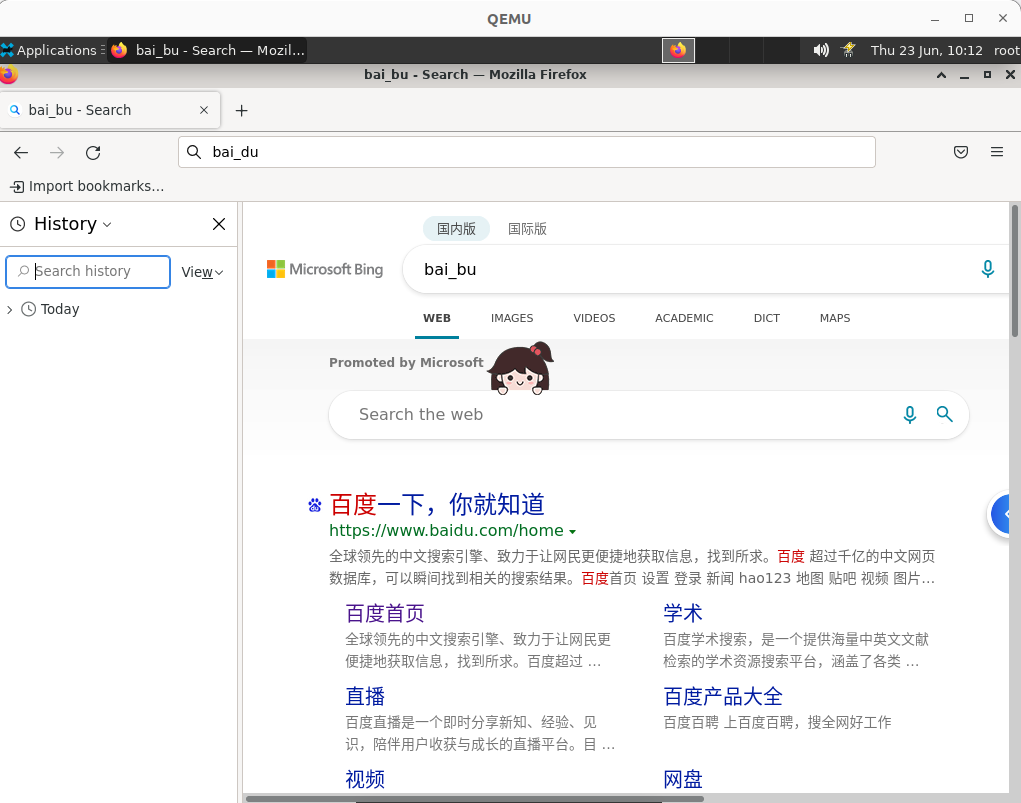 QEMU
Applications
bai_bu - Search — Mozil...
Thu 23 Jun, 10:12
root
bai_bu - Search — Mozilla Firefox
bai_bu - Search
bai_du
Import bookmarks...
History
Search history
View
Today
国内版
国际版
Microsoft Bing
bai_bu
WEB
IMAGES
VIDEOS
ACADEMIC
DICT
MAPS
Promoted by Microsoft
Search the web
百度一下，你就知道
https://www.baidu.com/home
全球领先的中文搜索引擎、致力于让网民更便捷地获取信息，找到所求。百度 超过千亿的中文网页
数据库，可以瞬间找到相关的搜索结果。百度首页 设置 登录 新闻 hao123 地图 贴吧 视频 图片...
百度首页
全球领先的中文搜索引擎、致力于让网民更
便捷地获取信息，找到所求。百度超过 ...
学术
百度学术搜索，是一个提供海量中英文文献
检索的学术资源搜索平台，涵盖了各类 ...
直播
百度直播是一个即时分享新知、经验、见
识，陪伴用户收获与成长的直播平台。目 ...
百度产品大全
百度百聘 上百度百聘，搜全网好工作
视频
网盘